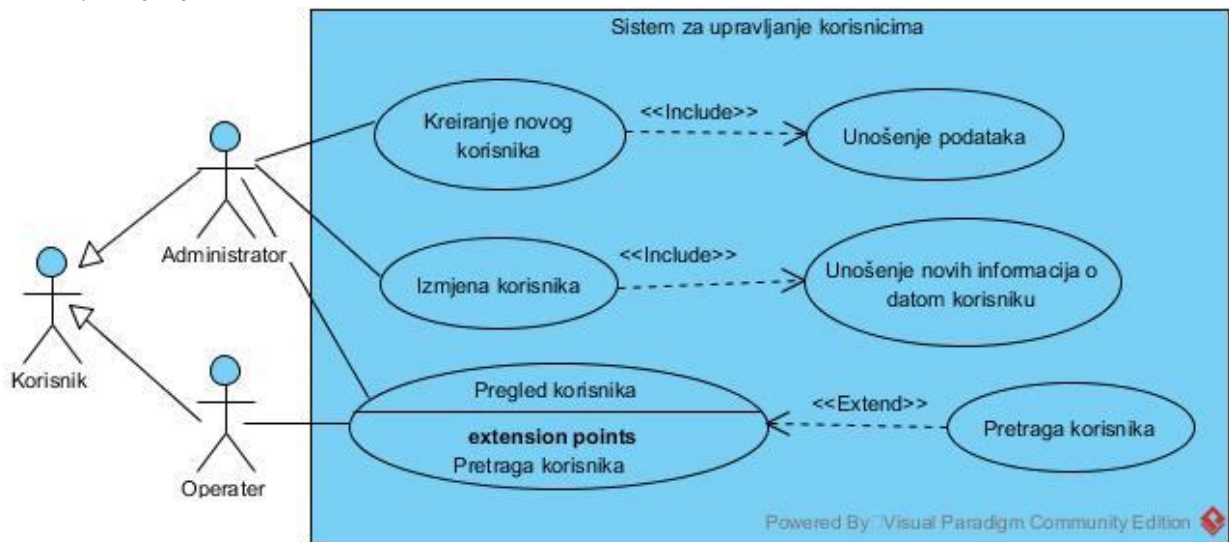 Sistem za upravljanje korisnicima
Kreiranje novog
korisnika
<<Include>>
Unošenje podataka
Administrator
Izmjena korisnika
<<Include>>
Unošenje novih informacija o
datom korisniku
Korisnik
Pregled korisnika
extension points
Pretraga korisnika
<<Extend>>
Pretraga korisnika
Operater
Powered By Visual Paradigm Community Edition